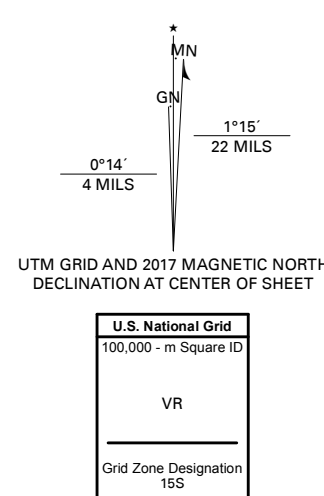 ★
MN
GN
1°15´
22 MILS
0°14´
4 MILS
UTM GRID AND 2017 MAGNETIC NORTH
DECLINATION AT CENTER OF SHEET
U.S. National Grid
100,000 - m Square ID
VR
Grid Zone Designation
15S